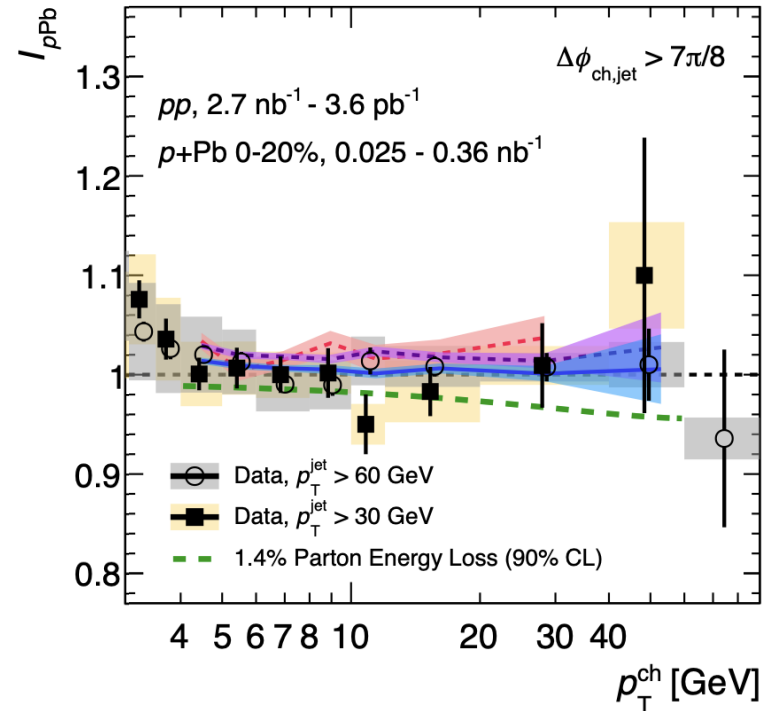 I_pPb
Δϕ_ch,jet > 7π/8
pp, 2.7 nb⁻¹ - 3.6 pb⁻¹
p+Pb 0-20%, 0.025 - 0.36 nb⁻¹
1.3
1.2
1.1
1
0.9
0.8
Data, p_T^jet > 60 GeV
Data, p_T^jet > 30 GeV
1.4% Parton Energy Loss (90% CL)
4 5 6 7 8 10 20 30 40
p_T^ch [GeV]